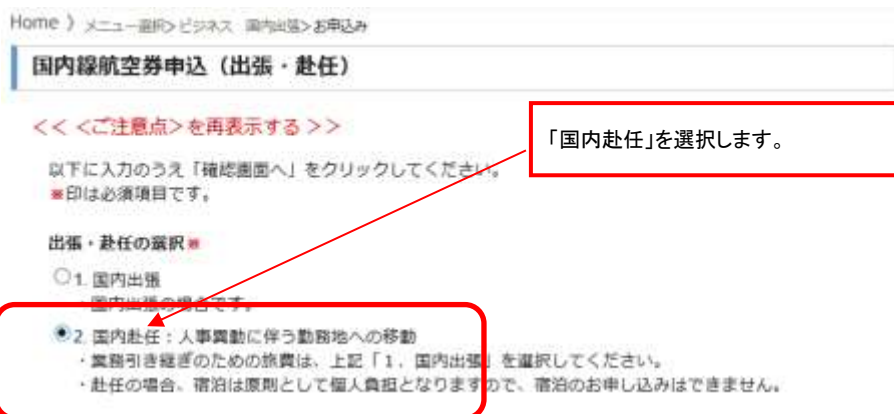 Home 〉 メニュー選択>ビジネス 国内出張>お申込み
国内線航空券申込（出張・赴任）
<< <ご注意点>を再表示する >>
「国内赴任」を選択します。
以下に入力のうえ「確認画面へ」をクリックしてください。
※印は必須項目です。
出張・赴任の選択※
1. 国内出張
・国内出張の場合です。
2. 国内赴任：人事異動に伴う勤務地への移動
・業務引き継ぎのための旅費は、上記「１．国内出張」を選択してください。
・赴任の場合、宿泊は原則として個人負担となりますので、宿泊のお申し込みはできません。